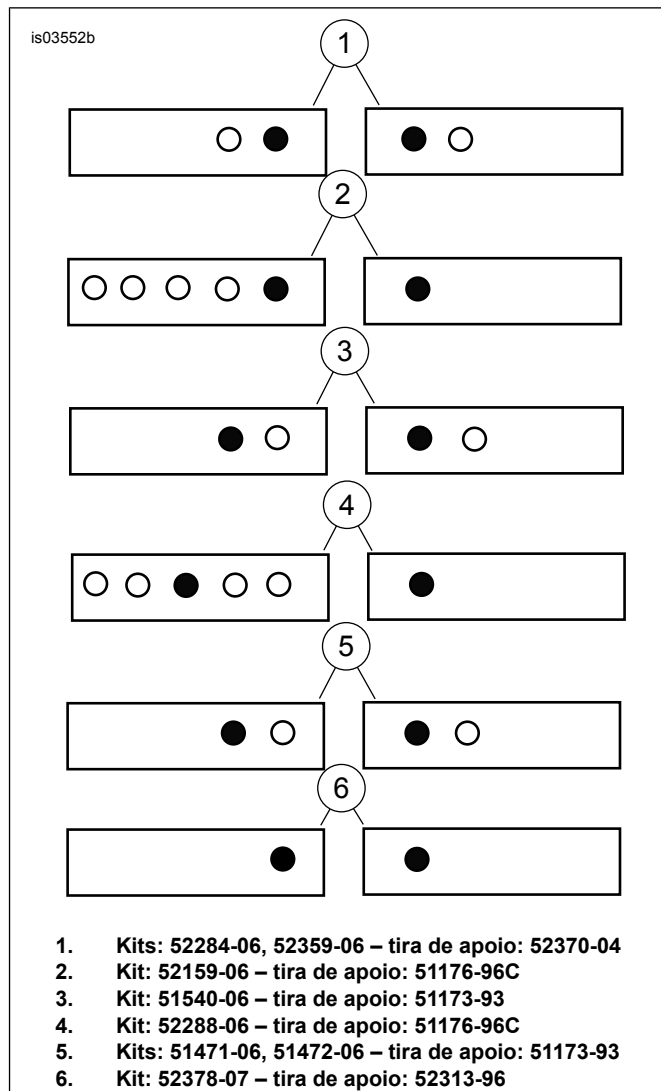 is03552b
1
2
3
4
5
6
1. Kits: 52284-06, 52359-06 – tira de apoio: 52370-04
2. Kit: 52159-06 – tira de apoio: 51176-96C
3. Kit: 51540-06 – tira de apoio: 51173-93
4. Kit: 52288-06 – tira de apoio: 51176-96C
5. Kits: 51471-06, 51472-06 – tira de apoio: 51173-93
6. Kit: 52378-07 – tira de apoio: 52313-96